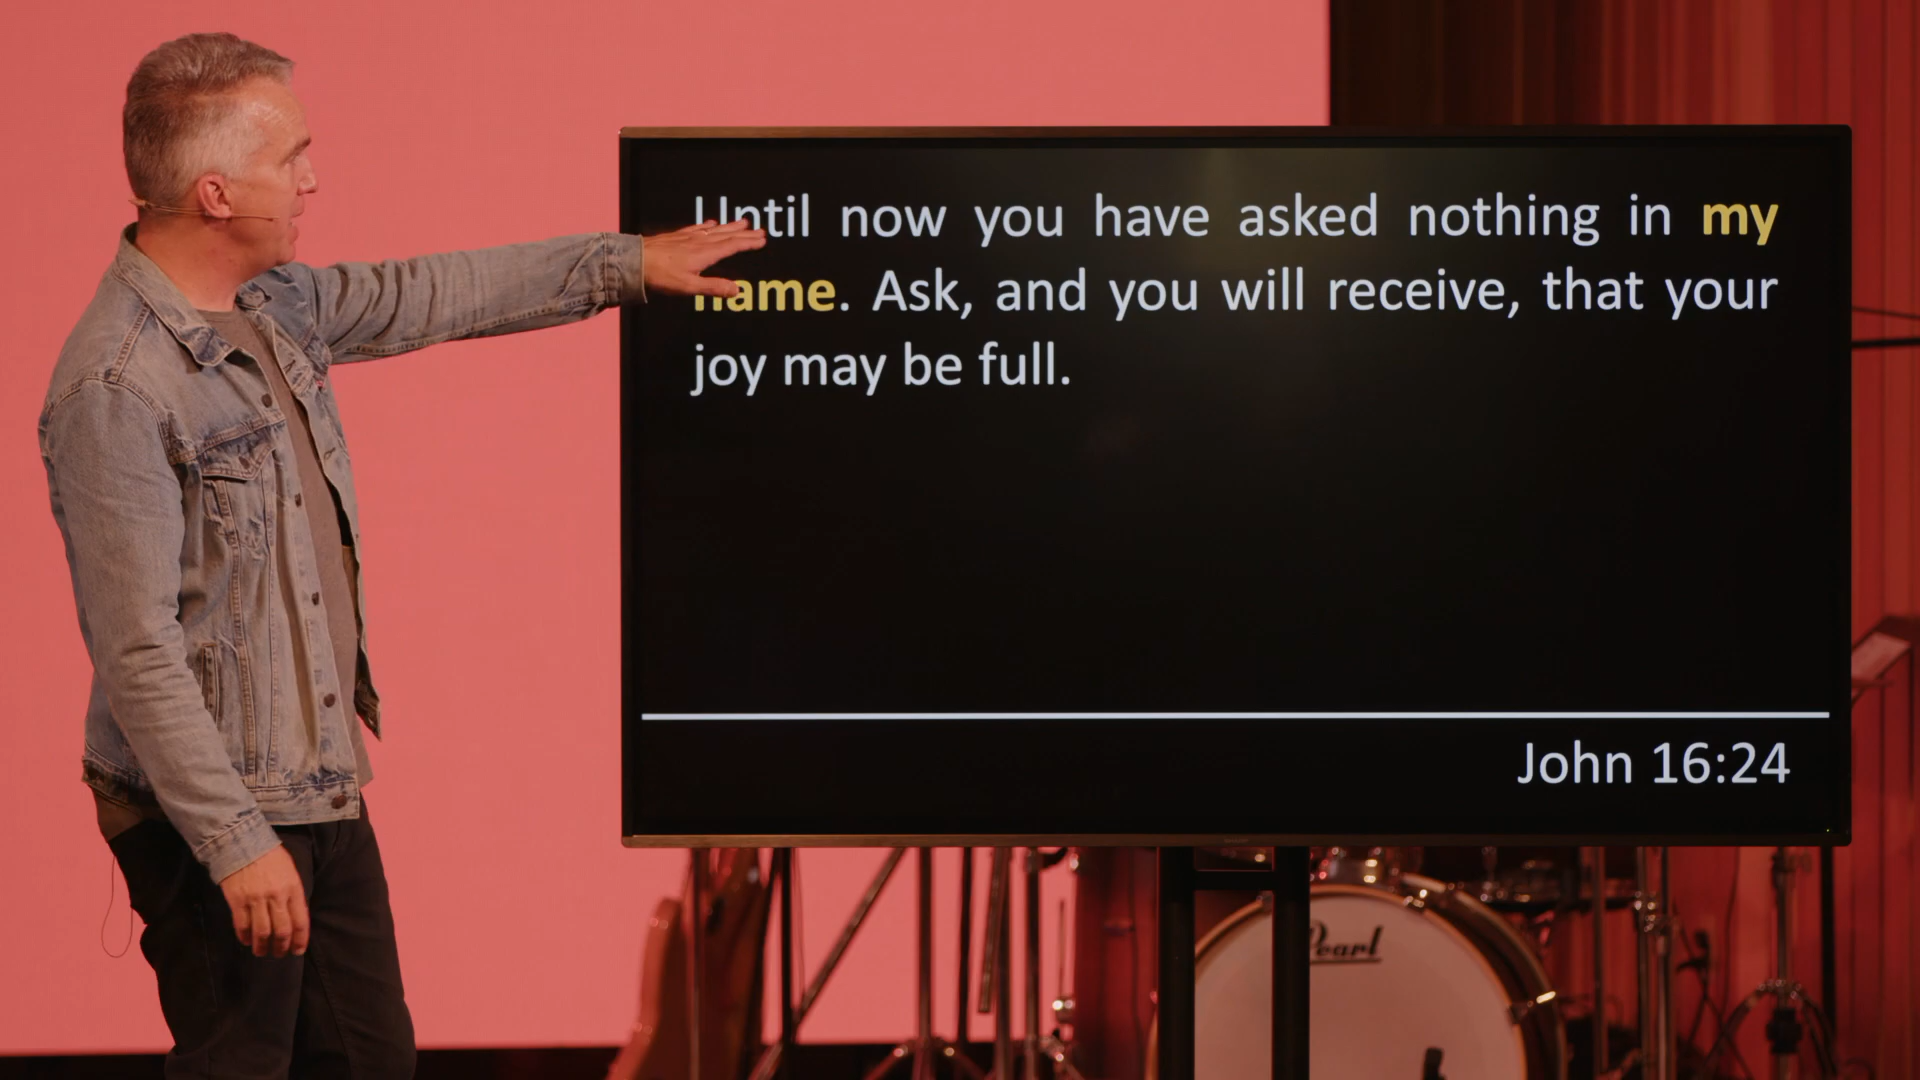 Until now you have asked nothing in my
name. Ask, and you will receive, that your
joy may be full.
John 16:24
Pearl